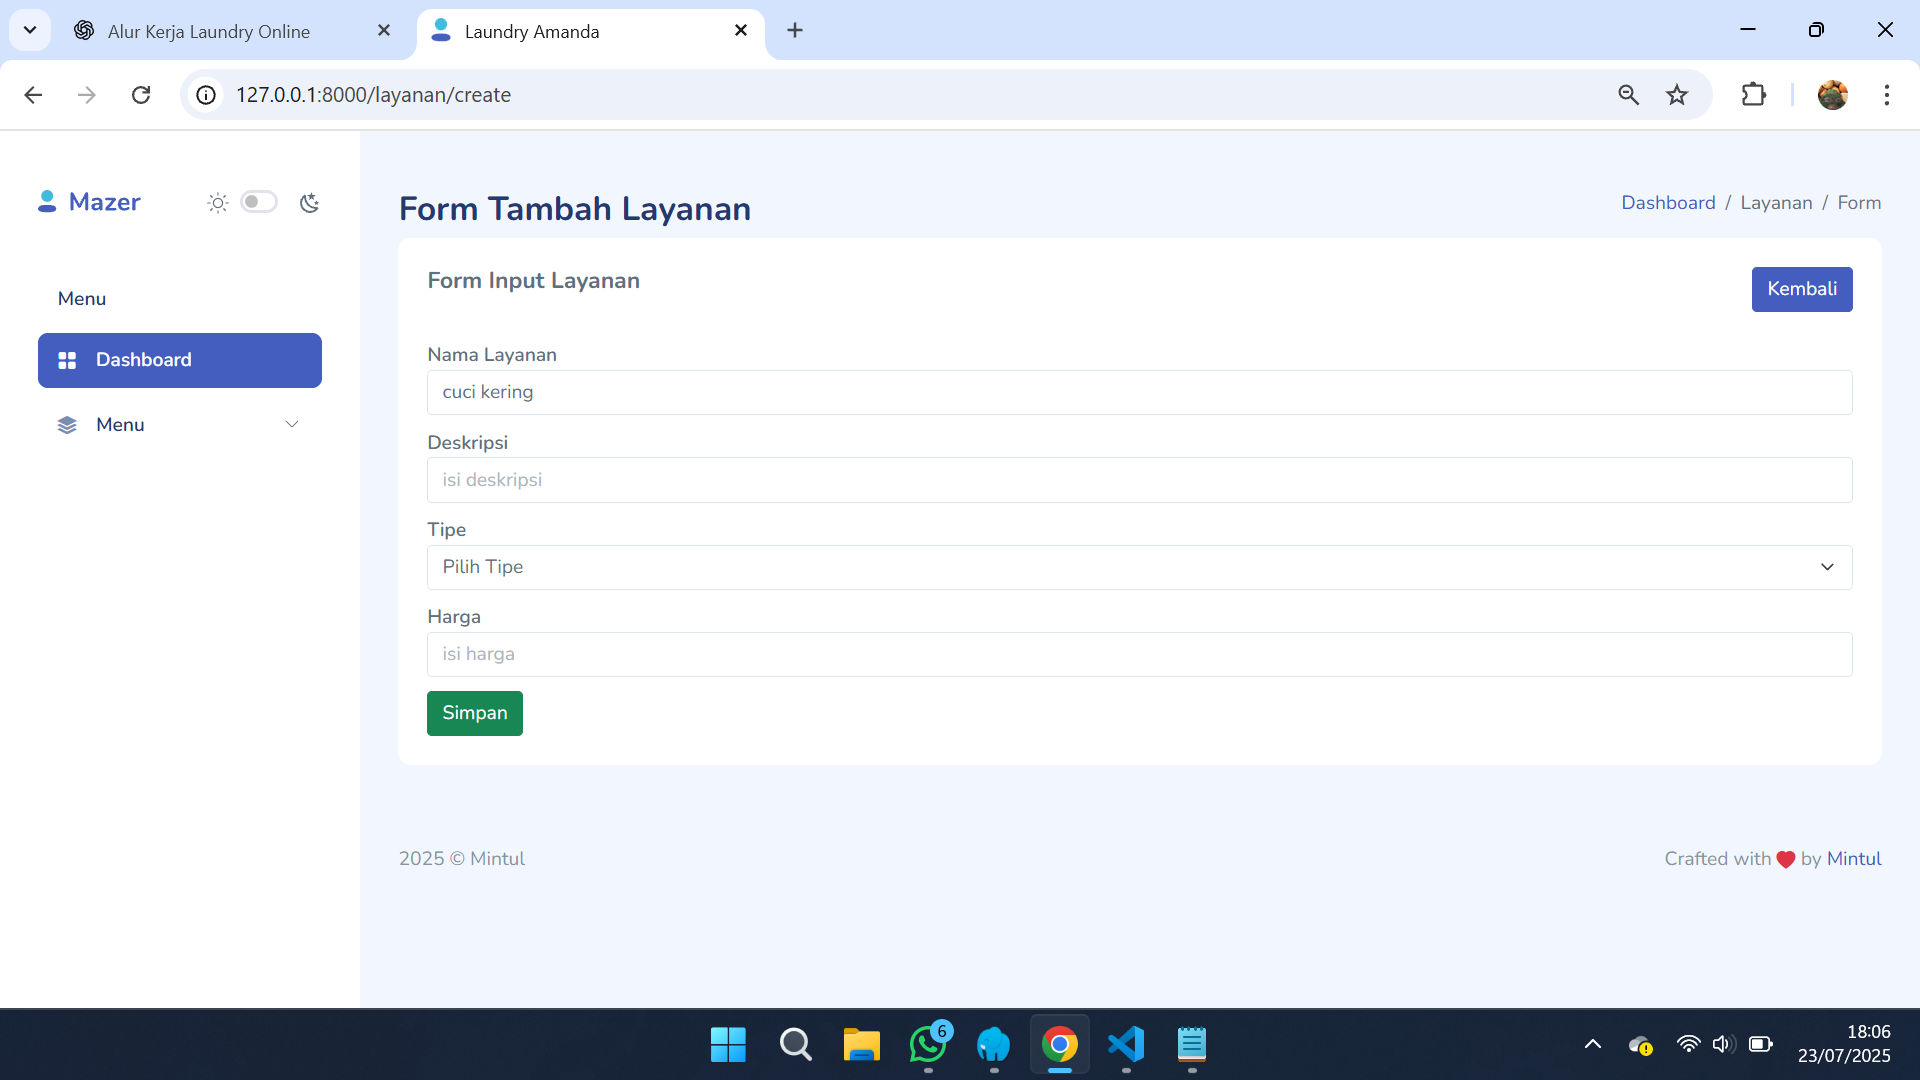 Alur Kerja Laundry Online
Laundry Amanda
127.0.0.1:8000/layanan/create
Mazer
Menu
Dashboard
Menu
Form Tambah Layanan
Dashboard / Layanan / Form
Form Input Layanan
Kembali
Nama Layanan
cuci kering
Deskripsi
isi deskripsi
Tipe
Pilih Tipe
Harga
isi harga
Simpan
2025 © Mintul
Crafted with ❤ by Mintul
6
18:06
23/07/2025